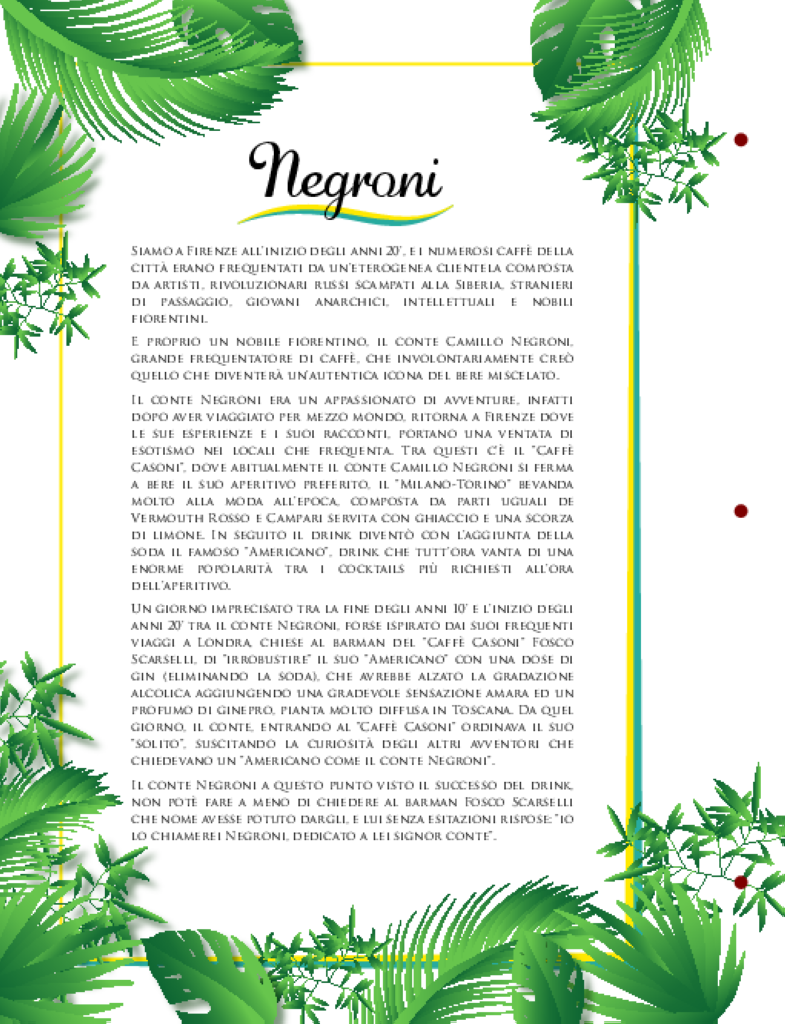 Negroni
SIAMO A FIRENZE ALL'INIZIO DEGLI ANNI 20', E I NUMEROSI CAFFÈ DELLA
CITTÀ ERANO FREQUENTATI DA UN'ETEROGENEA CLIENTELA COMPOSTA
DA ARTISTI, RIVOLUZIONARI RUSSI SCAMPATI ALLA SIBERIA, STRANIERI
DI PASSAGGIO, GIOVANI ANARCHICI, INTELLETTUALI E NOBILI
FIORENTINI.
E PROPRIO UN NOBILE FIORENTINO, IL CONTE CAMILLO NEGRONI,
GRANDE FREQUENTATORE DI CAFFÈ, CHE INVOLONTARIAMENTE CREÒ
QUELLO CHE DIVENTERÀ UN'AUTENTICA ICONA DEL BERE MISCELATO.
IL CONTE NEGRONI ERA UN APPASSIONATO DI AVVENTURE, INFATTI
DOPO AVER VIAGGIATO PER MEZZO MONDO, RITORNA A FIRENZE DOVE
LE SUE ESPERIENZE E I SUOI RACCONTI, PORTANO UNA VENTATA DI
ESOTISMO NEI LOCALI CHE FREQUENTA. TRA QUESTI C'È IL "CAFFÈ
CASONI", DOVE ABITUALMENTE IL CONTE CAMILLO NEGRONI SI FERMA
A BERE IL SUO APERITIVO PREFERITO, IL "MILANO-TORINO" BEVANDA
MOLTO ALLA MODA ALL'EPOCA, COMPOSTA DA PARTI UGUALI DE
VERMOUTH ROSSO E CAMPARI SERVITA CON GHIACCIO E UNA SCORZA
DI LIMONE. IN SEGUITO IL DRINK DIVENTÒ CON L'AGGIUNTA DELLA
SODA IL FAMOSO "AMERICANO", DRINK CHE TUTT'ORA VANTA DI UNA
ENORME POPOLARITÀ TRA I COCKTAILS PIÙ RICHIESTI ALL'ORA
DELL'APERITIVO.
UN GIORNO IMPRECISATO TRA LA FINE DEGLI ANNI 10' E L'INIZIO DEGLI
ANNI 20' TRA IL CONTE NEGRONI, FORSE ISPIRATO DAI SUOI FREQUENTI
VIAGGI A LONDRA, CHIESE AL BARMAN DEL "CAFFÈ CASONI" FOSCO
SCARSELLI, DI "IRROBUSTIRE" IL SUO "AMERICANO" CON UNA DOSE DI
GIN (ELIMINANDO LA SODA), CHE AVREBBE ALZATO LA GRADAZIONE
ALCOLICA AGGIUNGENDO UNA GRADEVOLE SENSAZIONE AMARA ED UN
PROFUMO DI GINEPRO, PIANTA MOLTO DIFFUSA IN TOSCANA. DA QUEL
GIORNO, IL CONTE, ENTRANDO AL "CAFFÈ CASONI" ORDINAVA IL SUO
"SOLITO", SUSCITANDO LA CURIOSITÀ DEGLI ALTRI AVVENTORI CHE
CHIEDEVANO UN "AMERICANO COME IL CONTE NEGRONI".
IL CONTE NEGRONI A QUESTO PUNTO VISTO IL SUCCESSO DEL DRINK,
NON POTÈ FARE A MENO DI CHIEDERE AL BARMAN FOSCO SCARSELLI
CHE NOME AVESSE POTUTO DARGLI, E LUI SENZA ESITAZIONI RISPOSE: "IO
LO CHIAMEREI NEGRONI, DEDICATO A LEI SIGNOR CONTE".